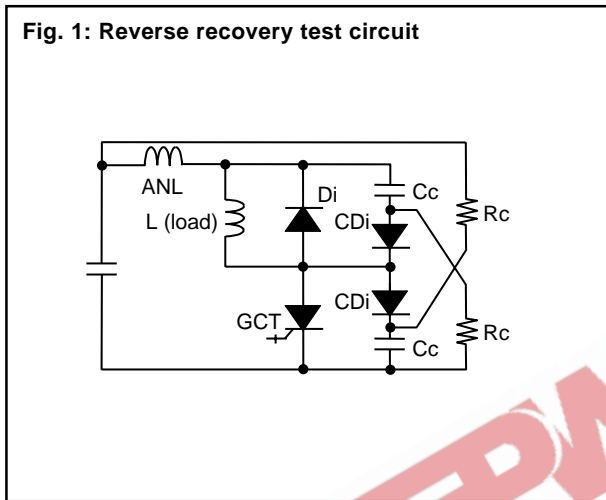 Fig. 1: Reverse recovery test circuit
ANL
L (load)
Di
Cc
CDi
Rc
GCT
CDi
Cc
Rc